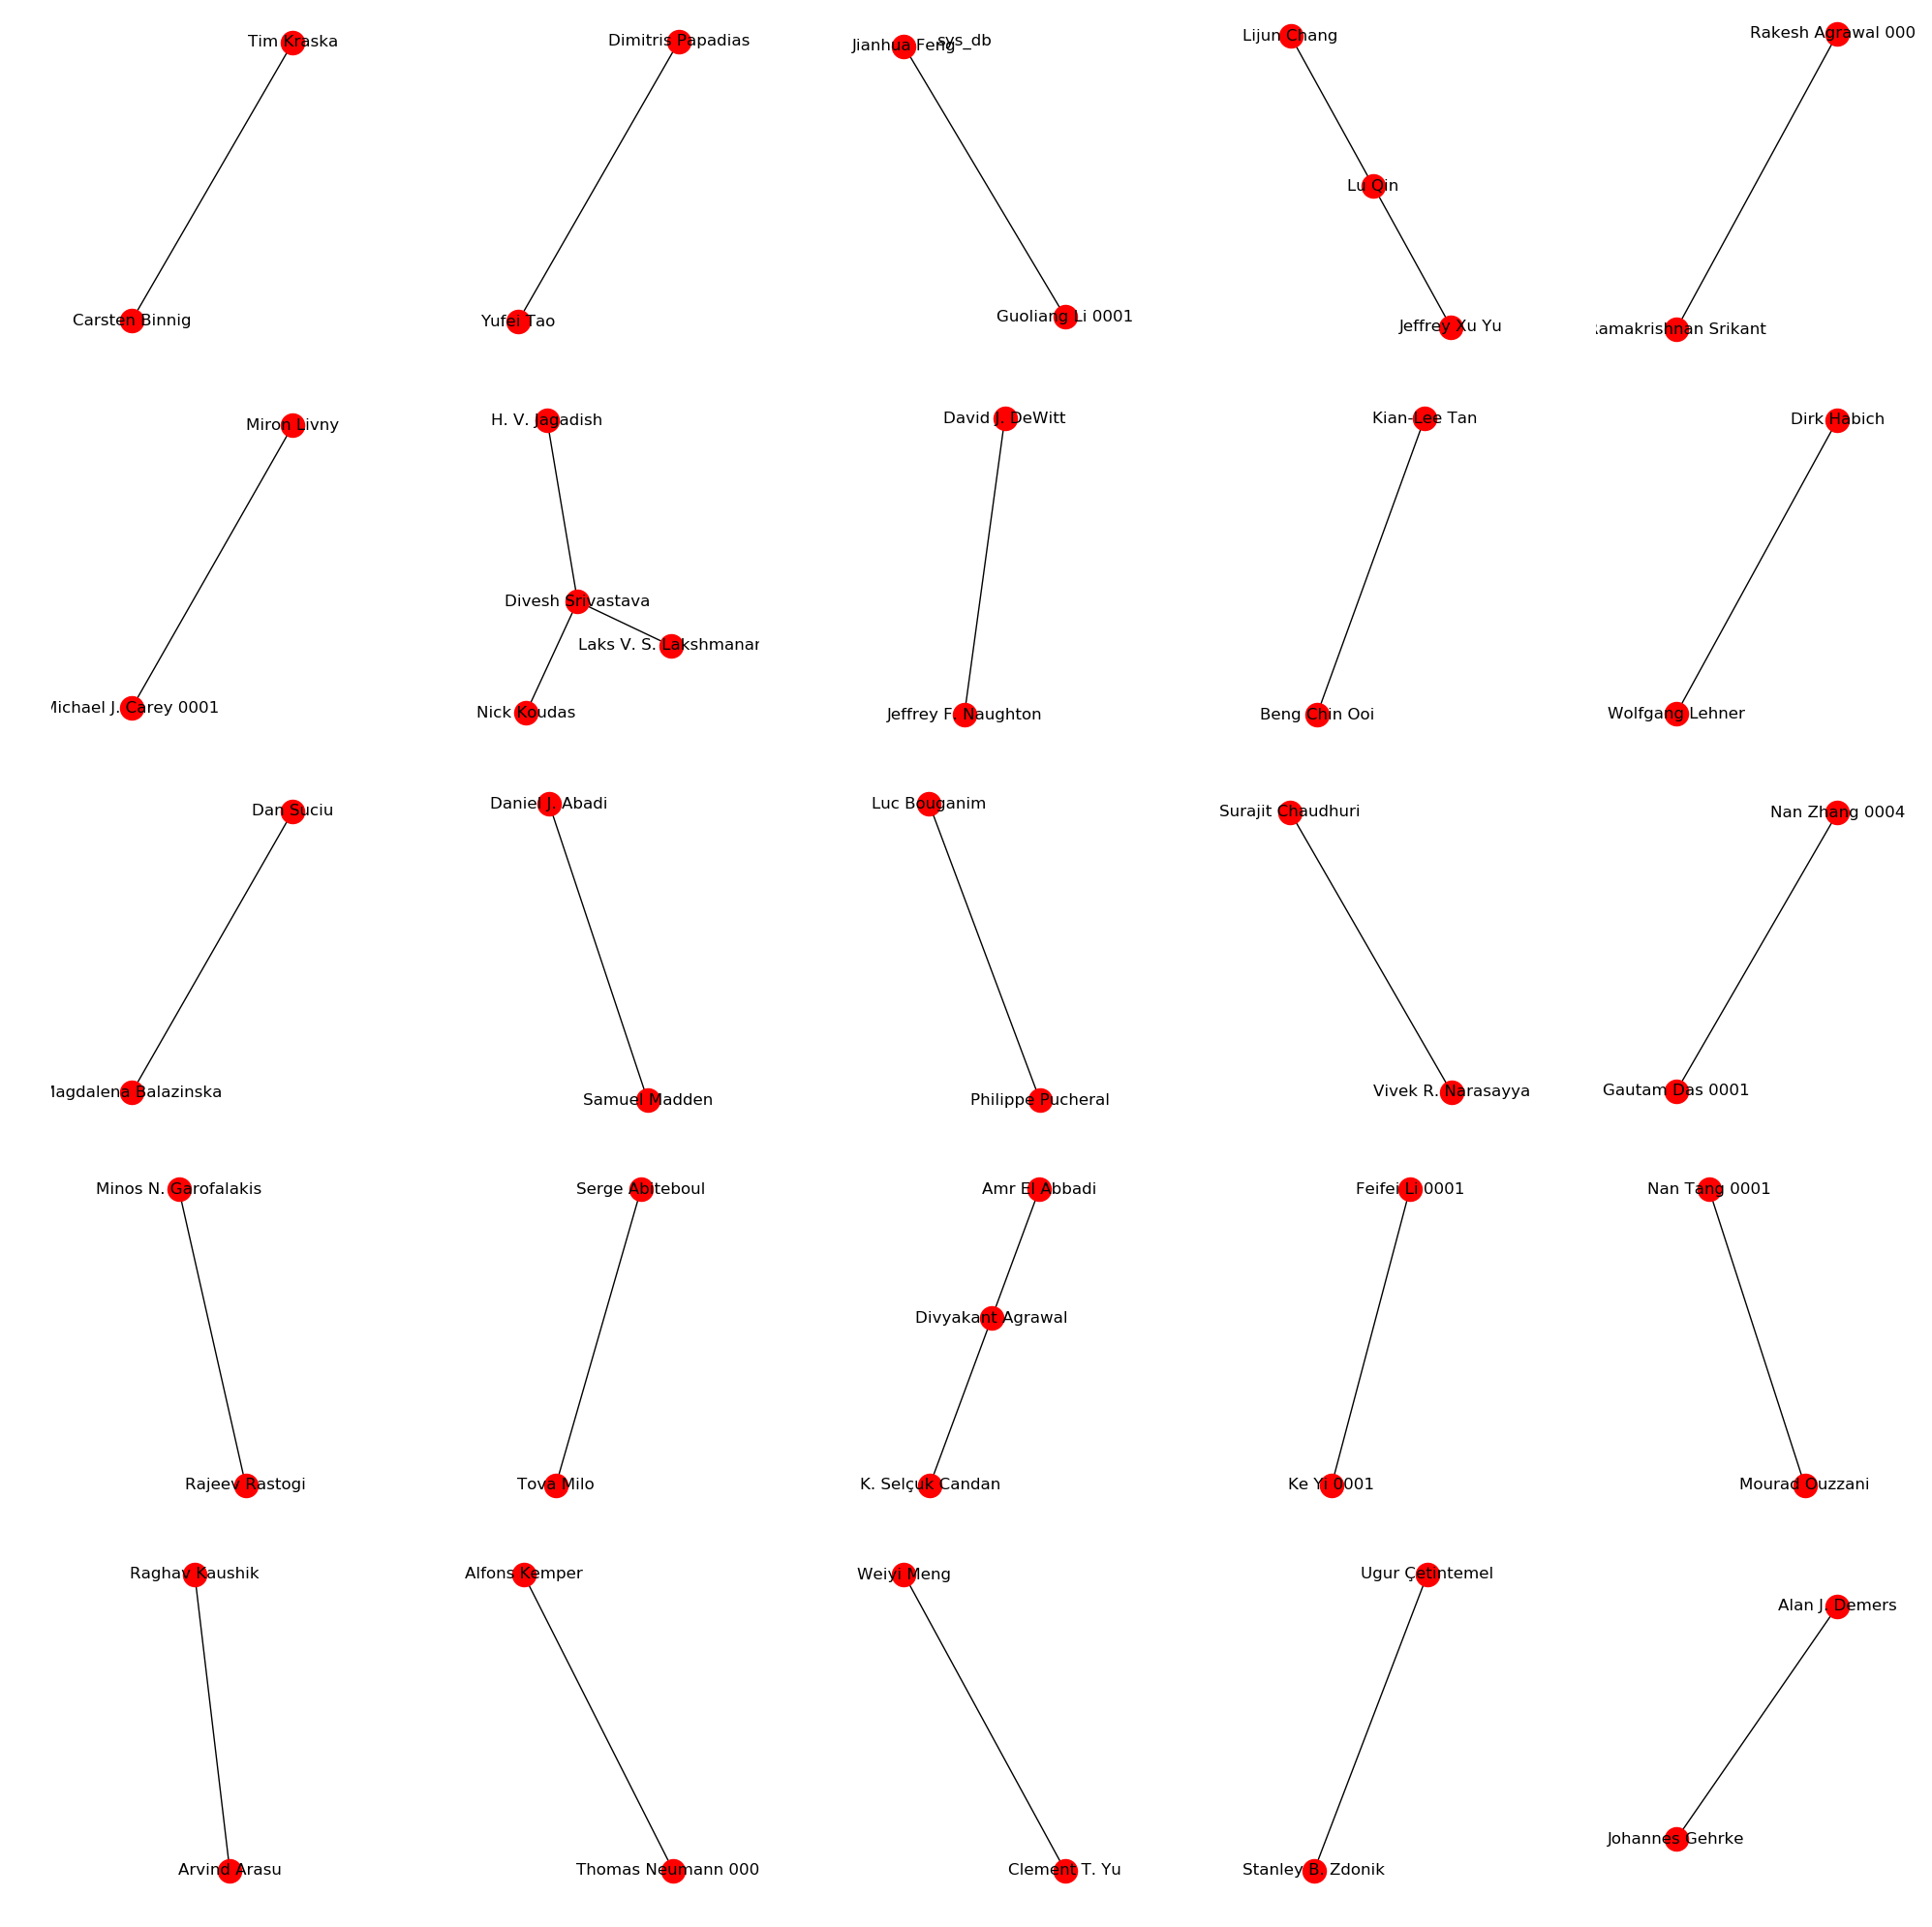 Tim Kraska
Carsten Binnig
Dimitris Papadias
Yufei Tao
sys_db
Jianhua Feng
Guoliang Li 0001
Lijun Chang
Lu Qin
Jeffrey Xu Yu
Rakesh Agrawal 000
amakrishnan Srikant
Miron Livny
Michael J. Carey 0001
H. V. Jagadish
Divesh Srivastava
Laks V. S. Lakshmanan
Nick Koudas
David J. DeWitt
Jeffrey F. Naughton
Kian-Lee Tan
Beng Chin Ooi
Dirk Habich
Wolfgang Lehner
Dan Suciu
Magdalena Balazinska
Daniel J. Abadi
Samuel Madden
Luc Bouganim
Philippe Pucheral
Surajit Chaudhuri
Vivek R. Narasayya
Nan Zhang 0004
Gautam Das 0001
Minos N. Garofalakis
Rajeev Rastogi
Serge Abiteboul
Tova Milo
Amr El Abbadi
Divyakant Agrawal
K. Selçuk Candan
Feifei Li 0001
Ke Yi 0001
Nan Tang 0001
Mourad Ouzzani
Raghav Kaushik
Arvind Arasu
Alfons Kemper
Thomas Neumann 000
Weiyi Meng
Clement T. Yu
Ugur Çetintemel
Stanley B. Zdonik
Alan J. Demers
Johannes Gehrke